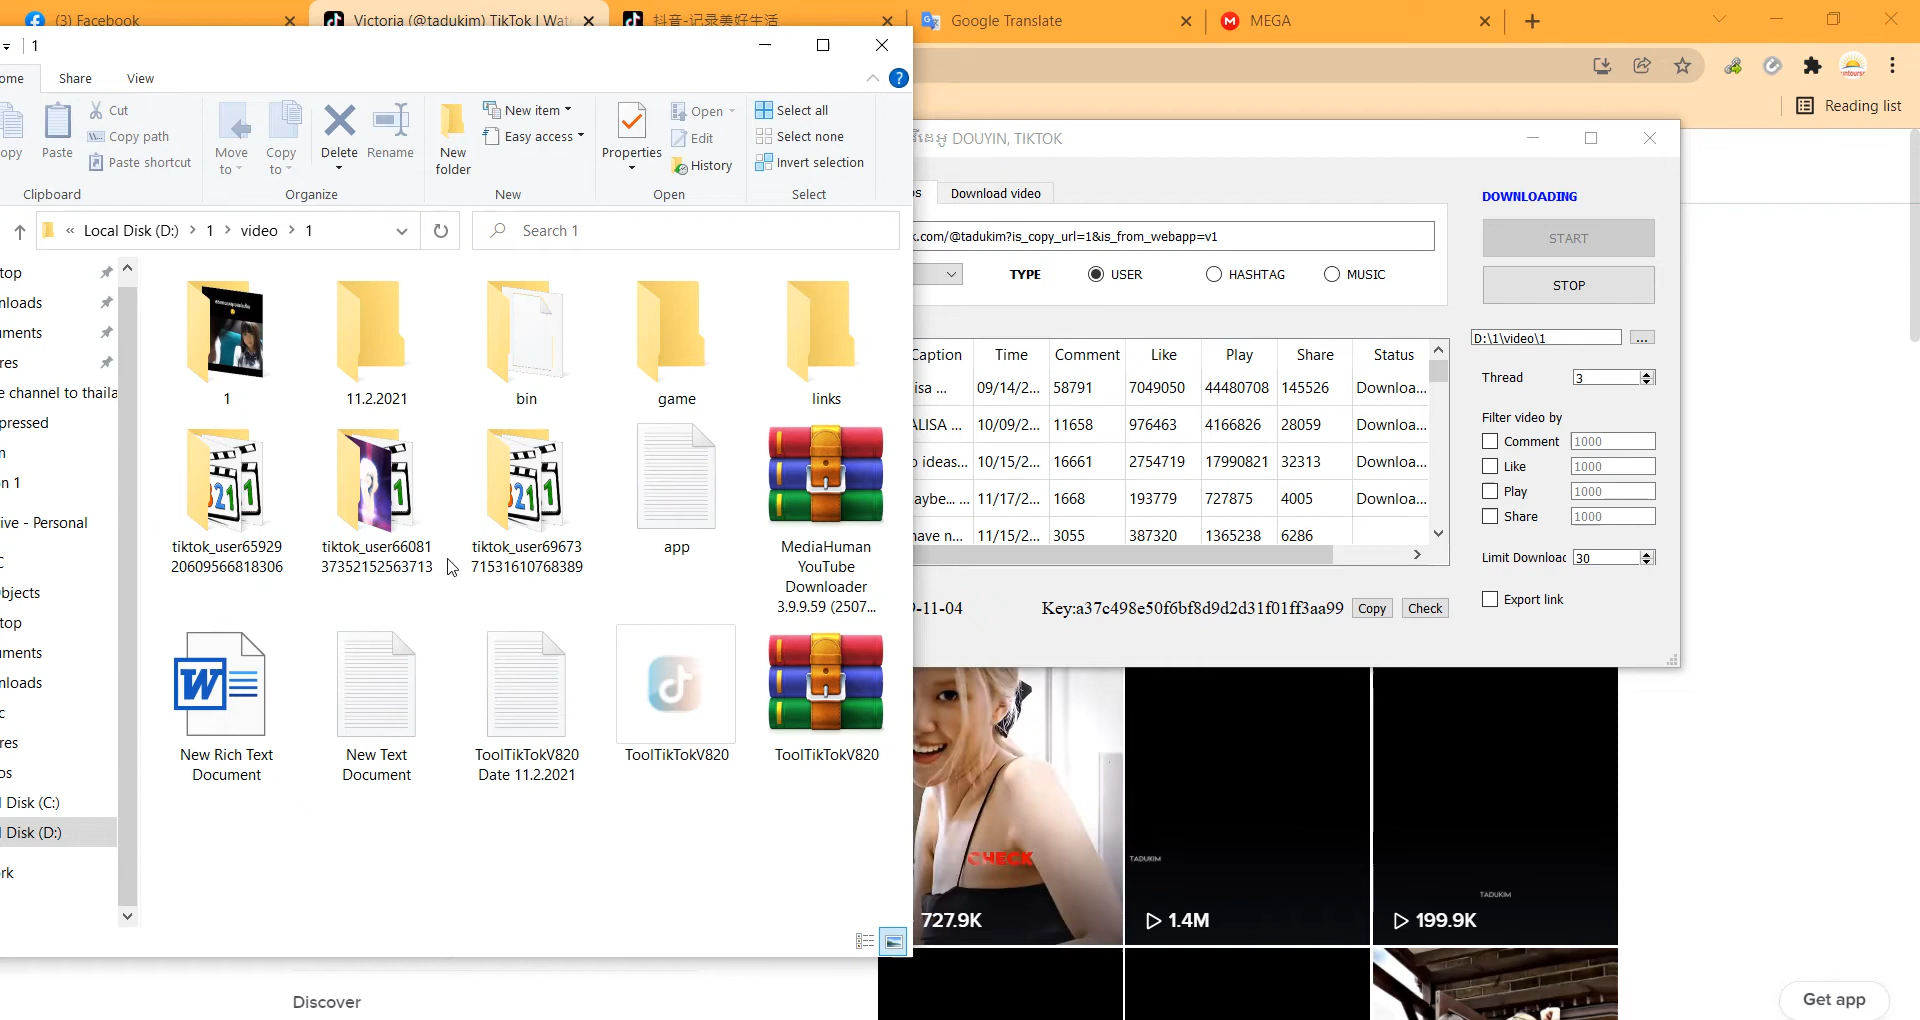 (3) Facebook
Victoria (@tadukim) TikTok | Wat
抖音-记录美好生活
Google Translate
MEGA
1
Reading list
ome
Share
View
opy
Paste
Cut
Copy path
Paste shortcut
Clipboard
Move to
Copy to
Delete
Rename
Organize
New folder
New item
Easy access
New
Properties
Open
Edit
History
Open
Select all
Select none
Invert selection
Select
« Local Disk (D:) > 1 > video > 1
Search 1
top
nloads
uments
res
e channel to thaila
pressed
m
on 1
ive - Personal
C
bjects
top
uments
nloads
c
res
os
l Disk (C:)
l Disk (D:)
rk
1
11.2.2021
bin
game
links
tiktok_user65929
20609566818306
tiktok_user66081
37352152563713
tiktok_user69673
71531610768389
app
MediaHuman
YouTube
Downloader
3.9.9.59 (2507...
New Rich Text
Document
New Text
Document
ToolTikTokV820
Date 11.2.2021
ToolTikTokV820
ToolTikTokV820
DOUYIN, TIKTOK
os
Download video
k.com/@tadukim?is_copy_url=1&is_from_webapp=v1
TYPE
USER
HASHTAG
MUSIC
Caption Time Comment Like Play Share Status
isa ... 09/14/2... 58791 7049050 44480708 145526 Downloa...
ALISA ... 10/09/2... 11658 976463 4166826 28059 Downloa...
o ideas... 10/15/2... 16661 2754719 17990821 32313 Downloa...
aybe... ... 11/17/2... 1668 193779 727875 4005 Downloa...
have n... 11/15/2... 3055 387320 1365238 6286
9-11-04
Key:a37c498e50f6bf8d9d2d31f01ff3aa99
Copy
Check
DOWNLOADING
START
STOP
D:\1\video\1
...
Thread
3
Filter video by
Comment 1000
Like 1000
Play 1000
Share 1000
Limit Downloac 30
Export link
CHECK
727.9K
TADUKIM
1.4M
TADUKIM
199.9K
Discover
Get app